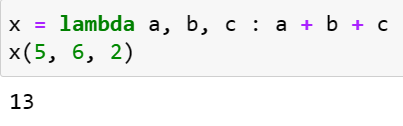 x = lambda a, b, c : a + b + c
x(5, 6, 2)
13